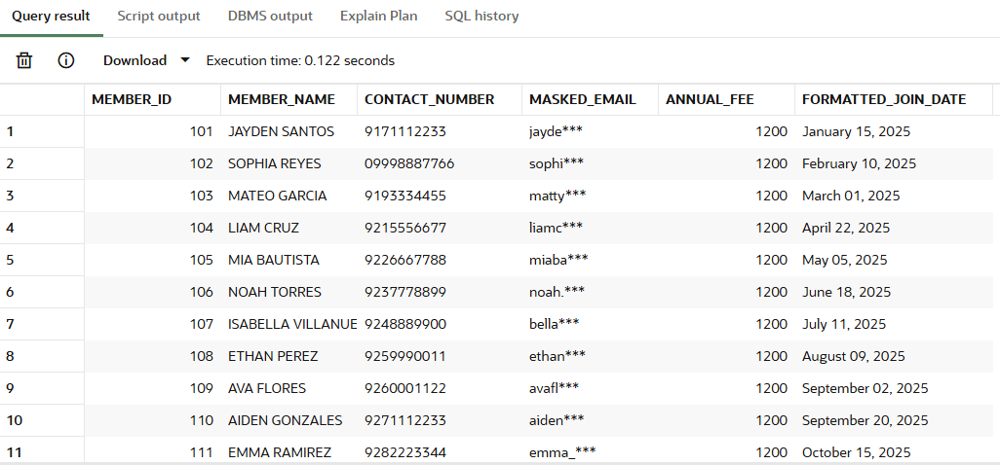 Query result Script output DBMS output Explain Plan SQL history
Download Execution time: 0.122 seconds
MEMBER_ID MEMBER_NAME CONTACT_NUMBER MASKED_EMAIL ANNUAL_FEE FORMATTED_JOIN_DATE
1 101 JAYDEN SANTOS 9171112233 jayde*** 1200 January 15, 2025
2 102 SOPHIA REYES 09998887766 sophi*** 1200 February 10, 2025
3 103 MATEO GARCIA 9193334455 matty*** 1200 March 01, 2025
4 104 LIAM CRUZ 9215556677 liamc*** 1200 April 22, 2025
5 105 MIA BAUTISTA 9226667788 miaba*** 1200 May 05, 2025
6 106 NOAH TORRES 9237778899 noah.*** 1200 June 18, 2025
7 107 ISABELLA VILLANUE 9248889900 bella*** 1200 July 11, 2025
8 108 ETHAN PEREZ 9259990011 ethan*** 1200 August 09, 2025
9 109 AVA FLORES 9260001122 avafl*** 1200 September 02, 2025
10 110 AIDEN GONZALES 9271112233 aiden*** 1200 September 20, 2025
11 111 EMMA RAMIREZ 9282223344 emma_*** 1200 October 15, 2025